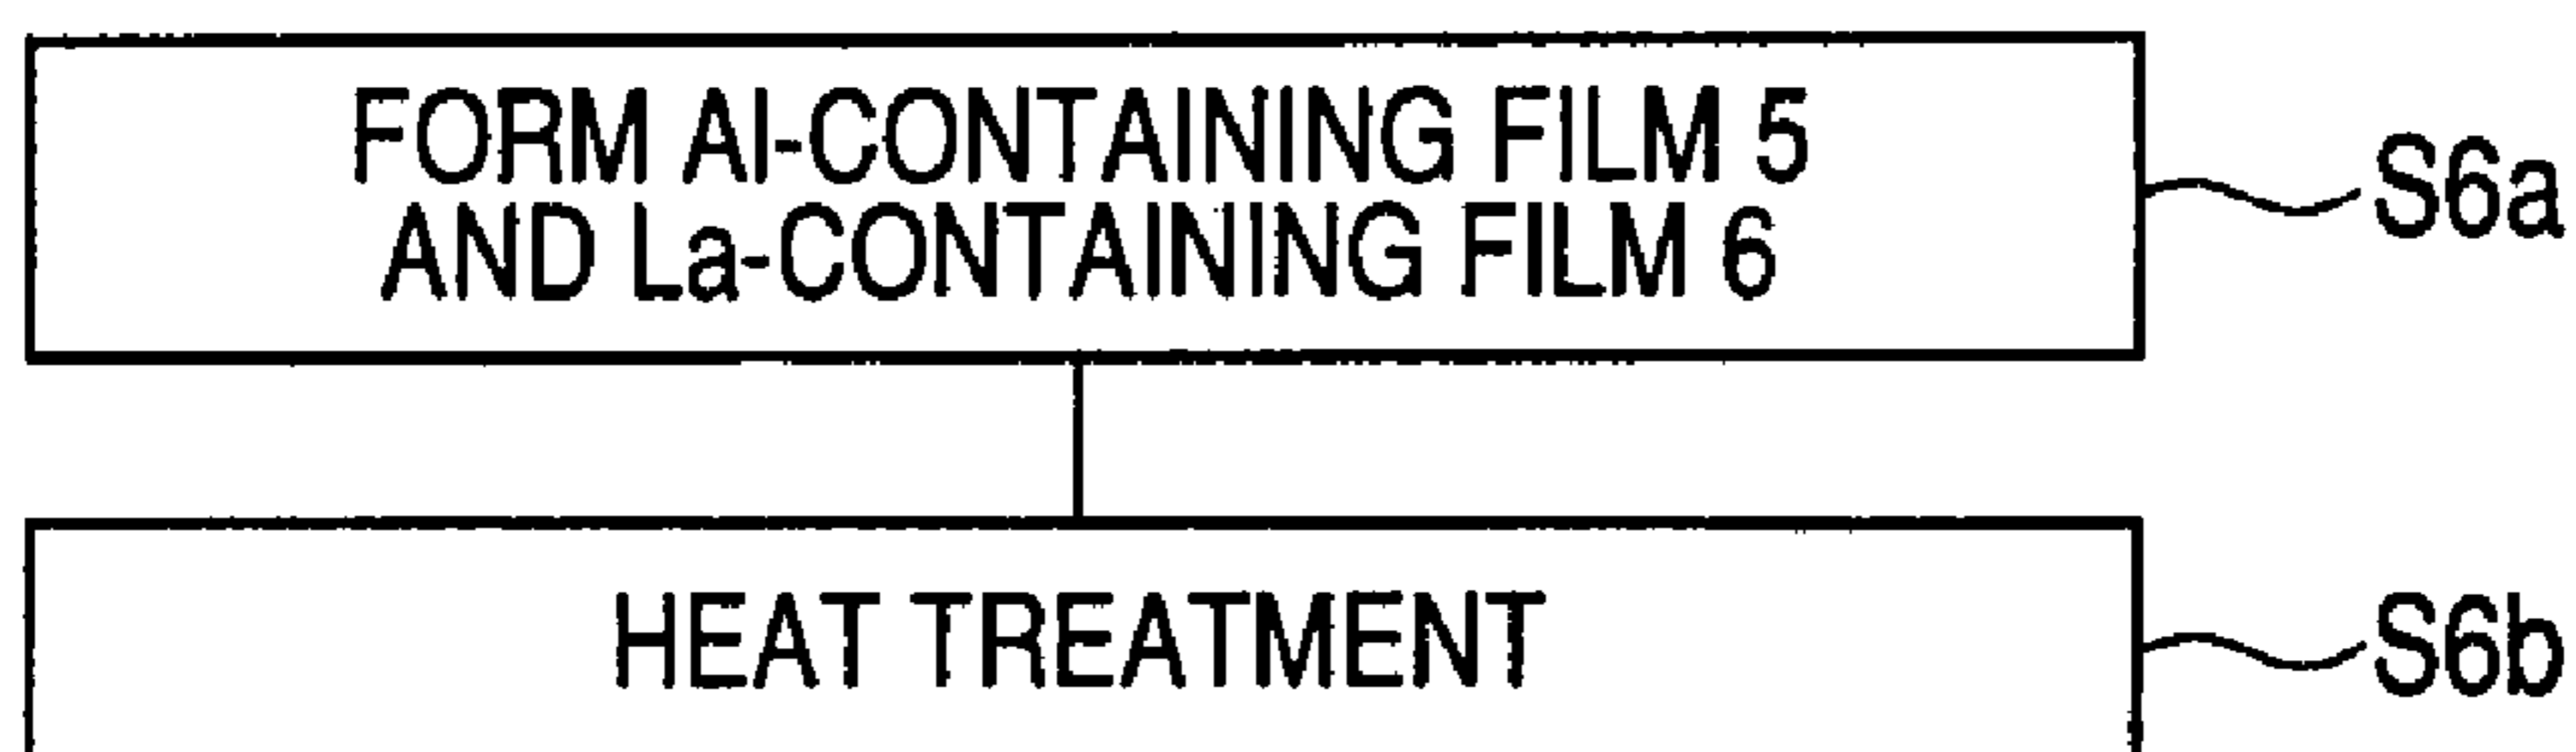 FORM Al-CONTAINING FILM 5
AND La-CONTAINING FILM 6
S6a
HEAT TREATMENT
S6b